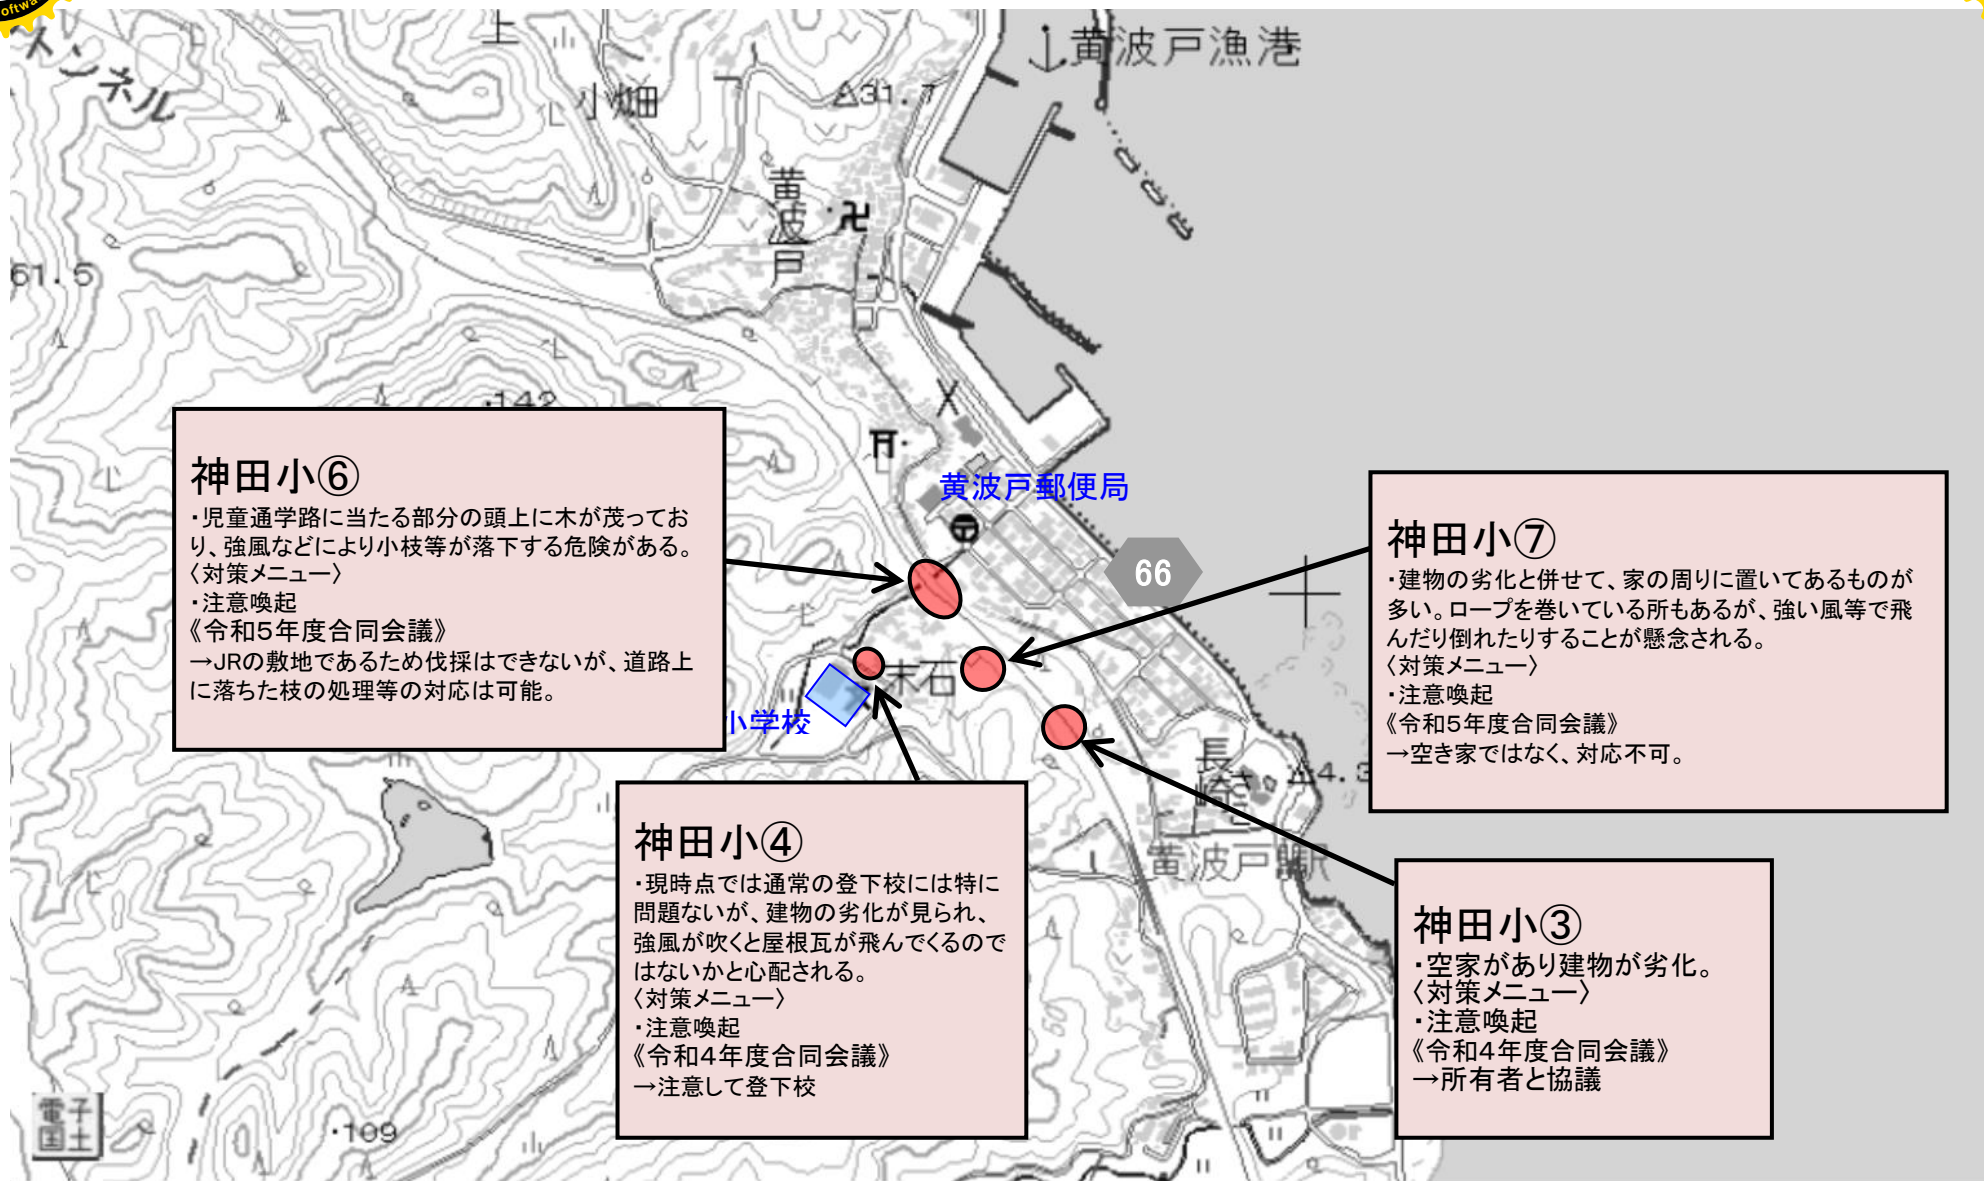 トンネル
上
小畑
△31.7
黄波戸漁港
黄波戸
卍
61.5
・142
黄波戸郵便局
66
神田小⑥
・児童通学路に当たる部分の頭上に木が茂ってお
り、強風などにより小枝等が落下する危険がある。
〈対策メニュー〉
・注意喚起
《令和5年度合同会議》
→JRの敷地であるため伐採はできないが、道路上
に落ちた枝の処理等の対応は可能。
神田小⑦
・建物の劣化と併せて、家の周りに置いてあるものが
多い。ロープを巻いている所もあるが、強い風等で飛
んだり倒れたりすることが懸念される。
〈対策メニュー〉
・注意喚起
《令和5年度合同会議》
→空き家ではなく、対応不可。
末石
小学校
長崎
△4.3
黄波戸駅
神田小④
・現時点では通常の登下校には特に
問題ないが、建物の劣化が見られ、
強風が吹くと屋根瓦が飛んでくるので
はないかと心配される。
〈対策メニュー〉
・注意喚起
《令和4年度合同会議》
→注意して登下校
神田小③
・空家があり建物が劣化。
〈対策メニュー〉
・注意喚起
《令和4年度合同会議》
→所有者と協議
50
・109
電子
国土